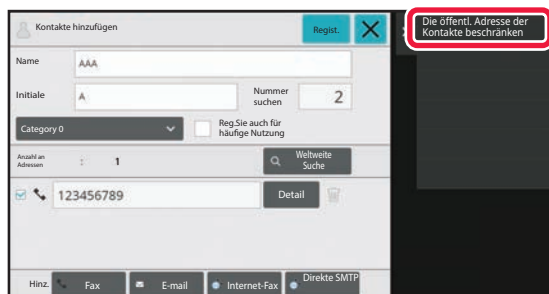 Kontakte hinzufügen
Regist.
Die öffentl. Adresse der
Kontakte beschränken
Name
AAA
Initiale
A
Nummer
suchen
2
Category 0
Reg.Sie auch für
häufige Nutzung
Anzahl an
Adressen
:
1
Weltweite
Suche
123456789
Detail
Hinz.
Fax
E-mail
Internet-Fax
Direkte SMTP